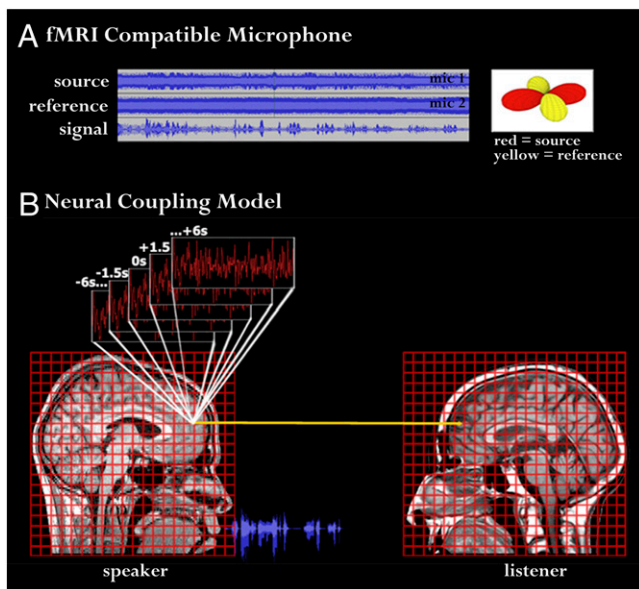 A fMRI Compatible Microphone
source
mic 1
reference
mic 2
signal
red = source
yellow = reference
B Neural Coupling Model
...+6s
+1.5
0s
-1.5s
-6s...
speaker
listener